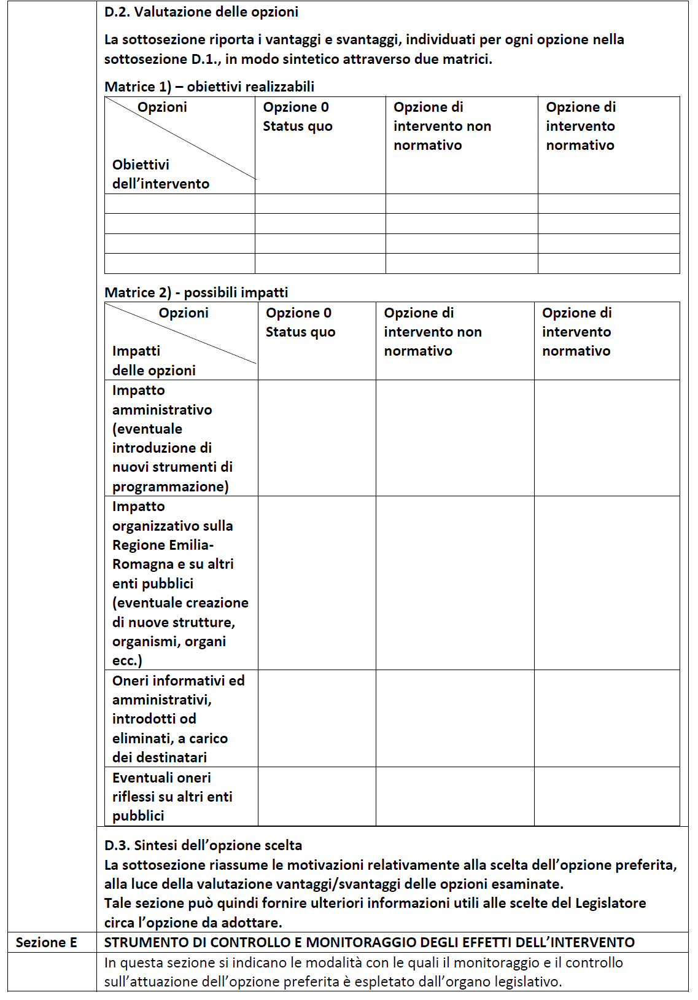 D.2. Valutazione delle opzioni
La sottosezione riporta i vantaggi e svantaggi, individuati per ogni opzione nella
sottosezione D.1., in modo sintetico attraverso due matrici.
Matrice 1) – obiettivi realizzabili
Opzioni
Obiettivi
dell’intervento
Opzione 0
Status quo
Opzione di
intervento non
normativo
Opzione di
intervento
normativo
Matrice 2) - possibili impatti
Opzioni
Impatti
delle opzioni
Opzione 0
Status quo
Opzione di
intervento non
normativo
Opzione di
intervento
normativo
Impatto
amministrativo
(eventuale
introduzione di
nuovi strumenti di
programmazione)
Impatto
organizzativo sulla
Regione Emilia-
Romagna e su altri
enti pubblici
(eventuale creazione
di nuove strutture,
organismi, organi
ecc.)
Oneri informativi ed
amministrativi,
introdotti od
eliminati, a carico
dei destinatari
Eventuali oneri
riflessi su altri enti
pubblici
D.3. Sintesi dell’opzione scelta
La sottosezione riassume le motivazioni relativamente alla scelta dell’opzione preferita,
alla luce della valutazione vantaggi/svantaggi delle opzioni esaminate.
Tale sezione può quindi fornire ulteriori informazioni utili alle scelte del Legislatore
circa l’opzione da adottare.
Sezione E
STRUMENTO DI CONTROLLO E MONITORAGGIO DEGLI EFFETTI DELL’INTERVENTO
In questa sezione si indicano le modalità con le quali il monitoraggio e il controllo
sull’attuazione dell’opzione preferita è espletato dall’organo legislativo.